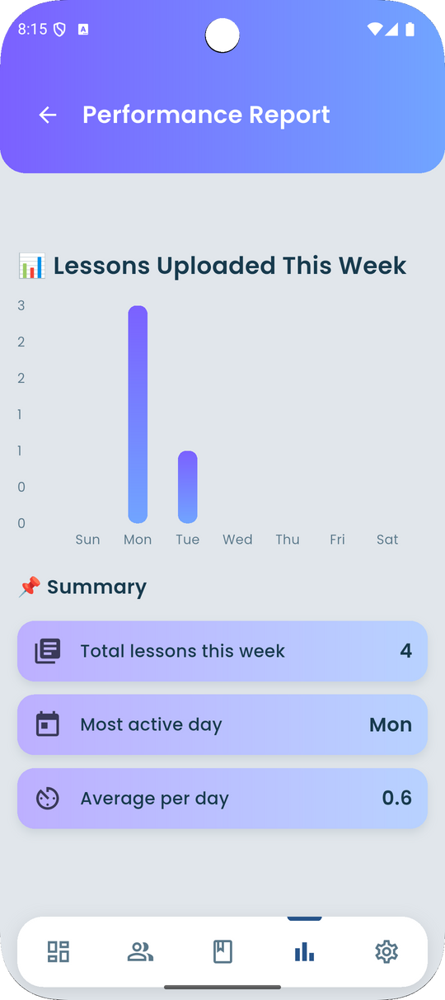 8:15
Performance Report
📊 Lessons Uploaded This Week
3
2
2
1
1
0
0
Sun Mon Tue Wed Thu Fri Sat
📌 Summary
Total lessons this week 4
Most active day Mon
Average per day 0.6